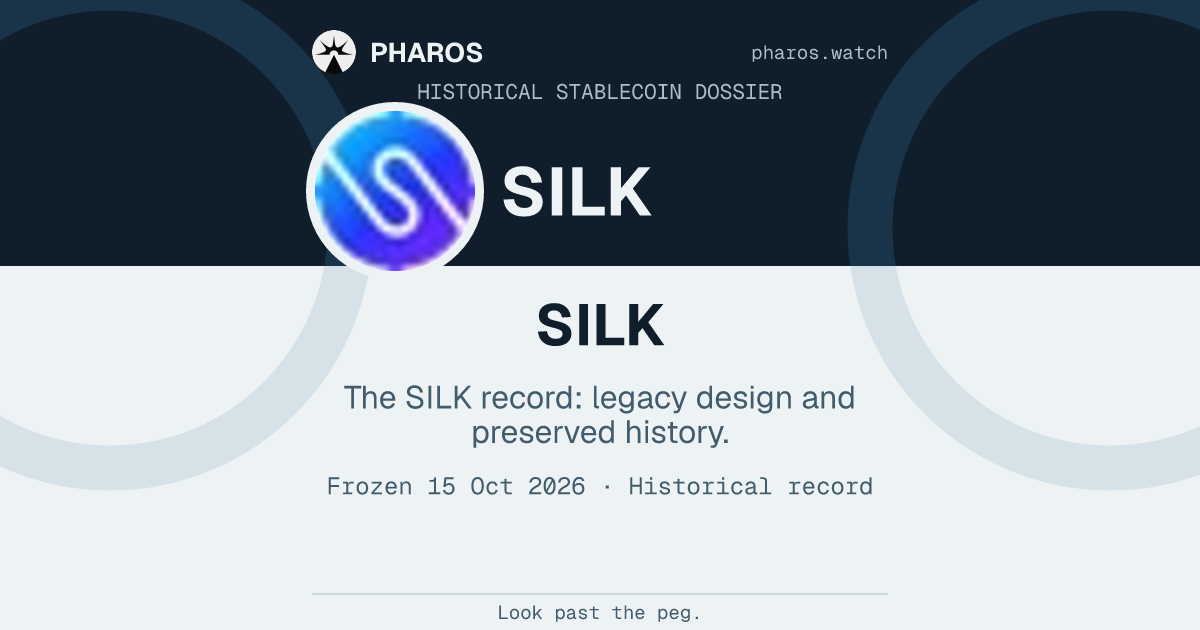 PHAROS
pharos.watch
HISTORICAL STABLECOIN DOSSIER
SILK
SILK
The SILK record: legacy design and
preserved history.
Frozen 15 Oct 2026 · Historical record
Look past the peg.